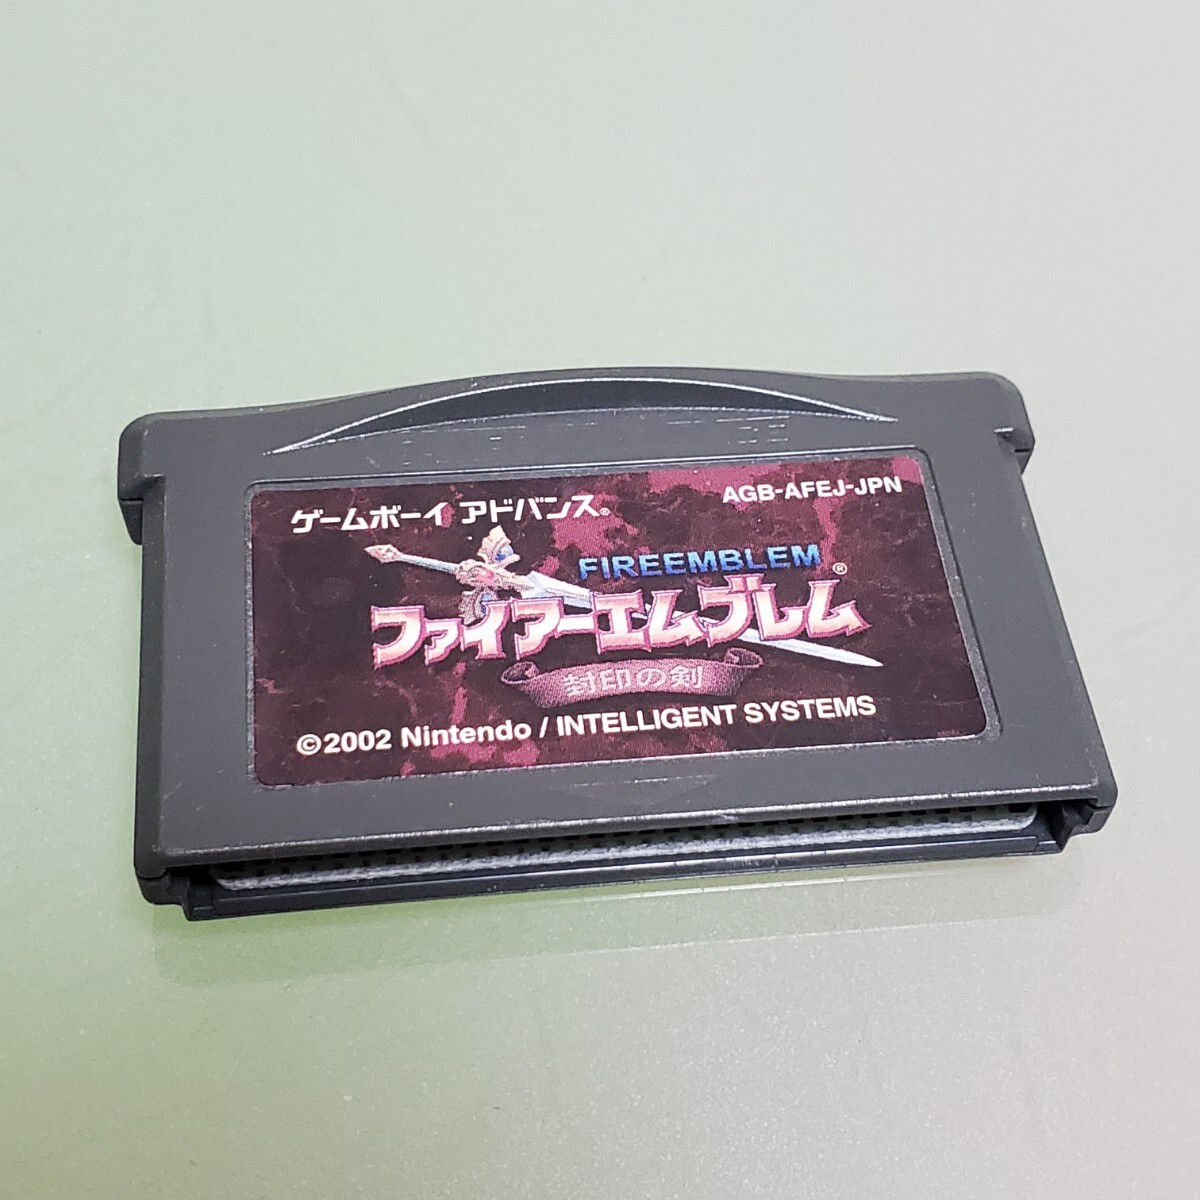 ゲームボーイ アドバンス®
AGB-AFEJ-JPN
FIREEMBLEM
ファイアーエムブレム®
封印の剣
©2002 Nintendo / INTELLIGENT SYSTEMS